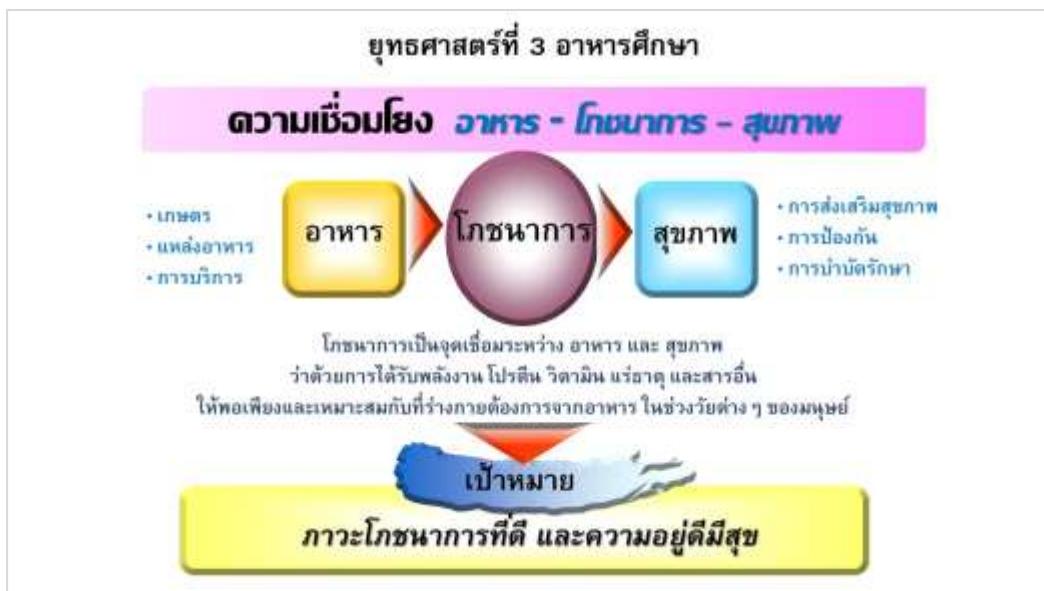 ยุทธศาสตร์ที่ 3 อาหารศึกษา
ความเชื่อมโยง อาหาร - โภชนาการ - สุขภาพ
• เกษตร
• แหล่งอาหาร
• การบริการ
อาหาร
โภชนาการ
สุขภาพ
• การส่งเสริมสุขภาพ
• การป้องกัน
• การบำบัดรักษา
โภชนาการเป็นจุดเชื่อมระหว่าง อาหาร และ สุขภาพ
ว่าด้วยการได้รับพลังงาน โปรตีน วิตามิน แร่ธาตุ และสารอื่น
ให้พอเพียงและเหมาะสมกับที่ร่างกายต้องการจากอาหาร ในช่วงวัยต่าง ๆ ของมนุษย์
เป้าหมาย
ภาวะโภชนาการที่ดี และความอยู่ดีมีสุข